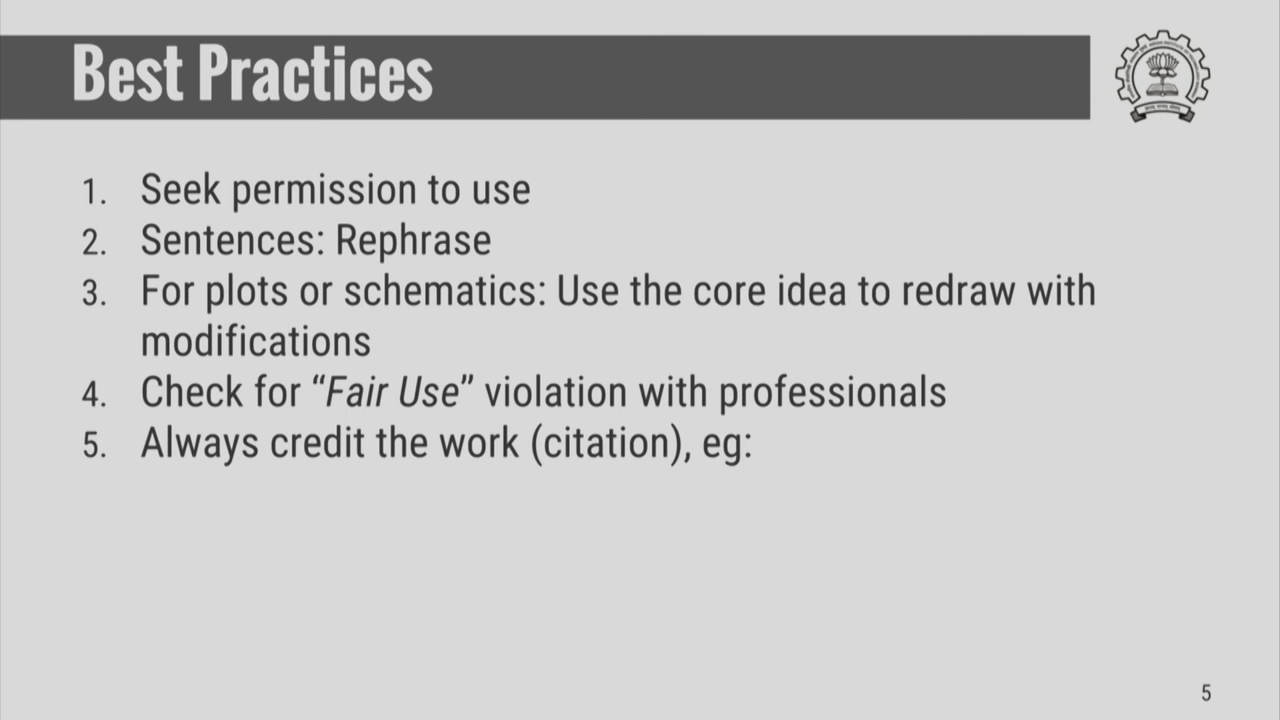 Best Practices
1. Seek permission to use
2. Sentences: Rephrase
3. For plots or schematics: Use the core idea to redraw with
modifications
4. Check for “Fair Use” violation with professionals
5. Always credit the work (citation), eg:
5